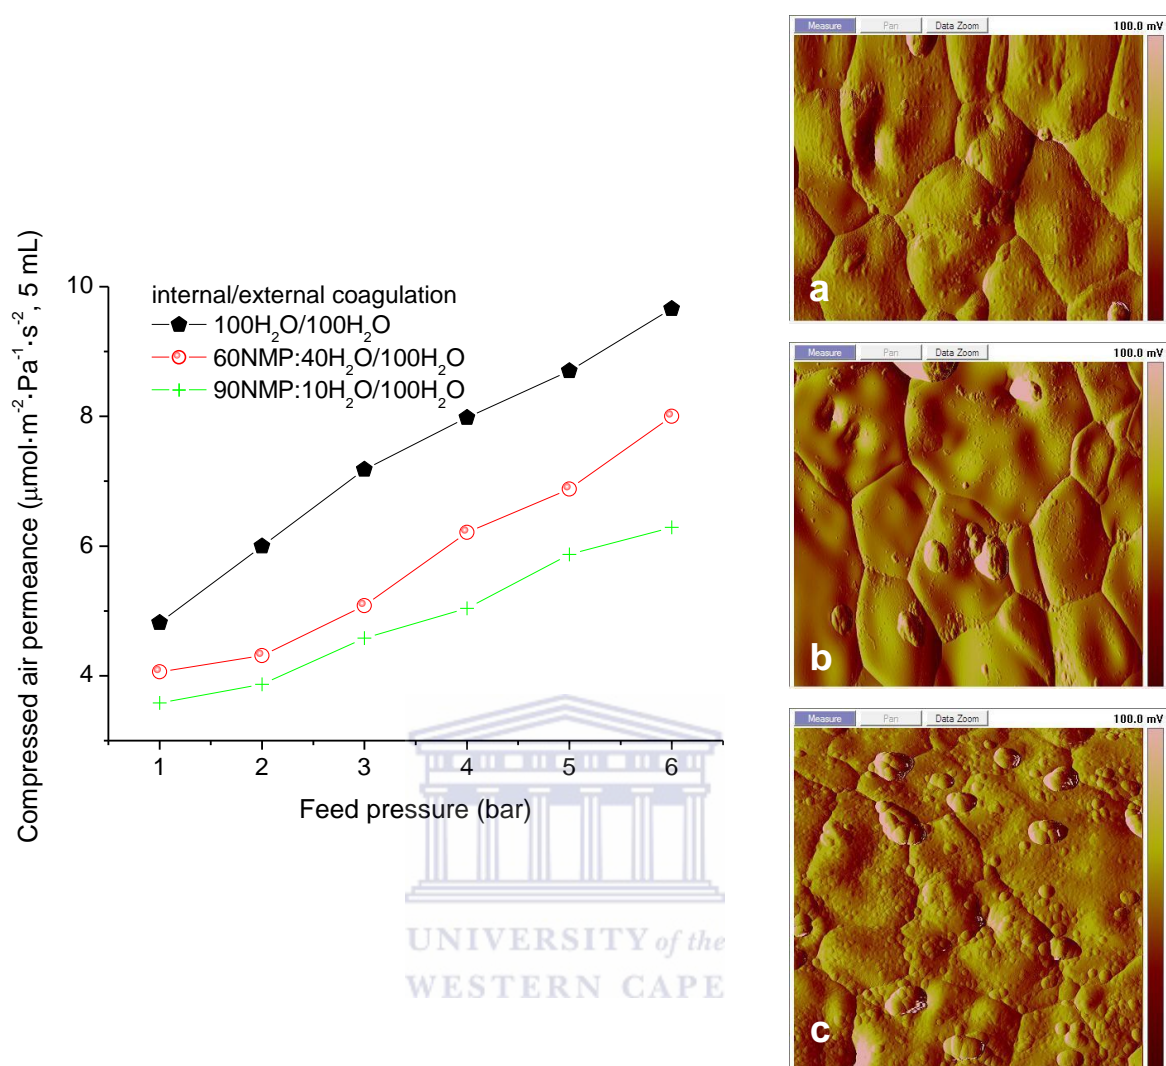 Compressed air permeance (μmol·m⁻²·Pa⁻¹·s⁻², 5 mL)
10
8
6
4
internal/external coagulation
100H₂O/100H₂O
60NMP:40H₂O/100H₂O
90NMP:10H₂O/100H₂O
1 2 3 4 5 6
Feed pressure (bar)
UNIVERSITY of the
WESTERN CAPE
Measure Pan Data Zoom 100.0 mV
a
Measure Pan Data Zoom 100.0 mV
b
Measure Pan Data Zoom 100.0 mV
c